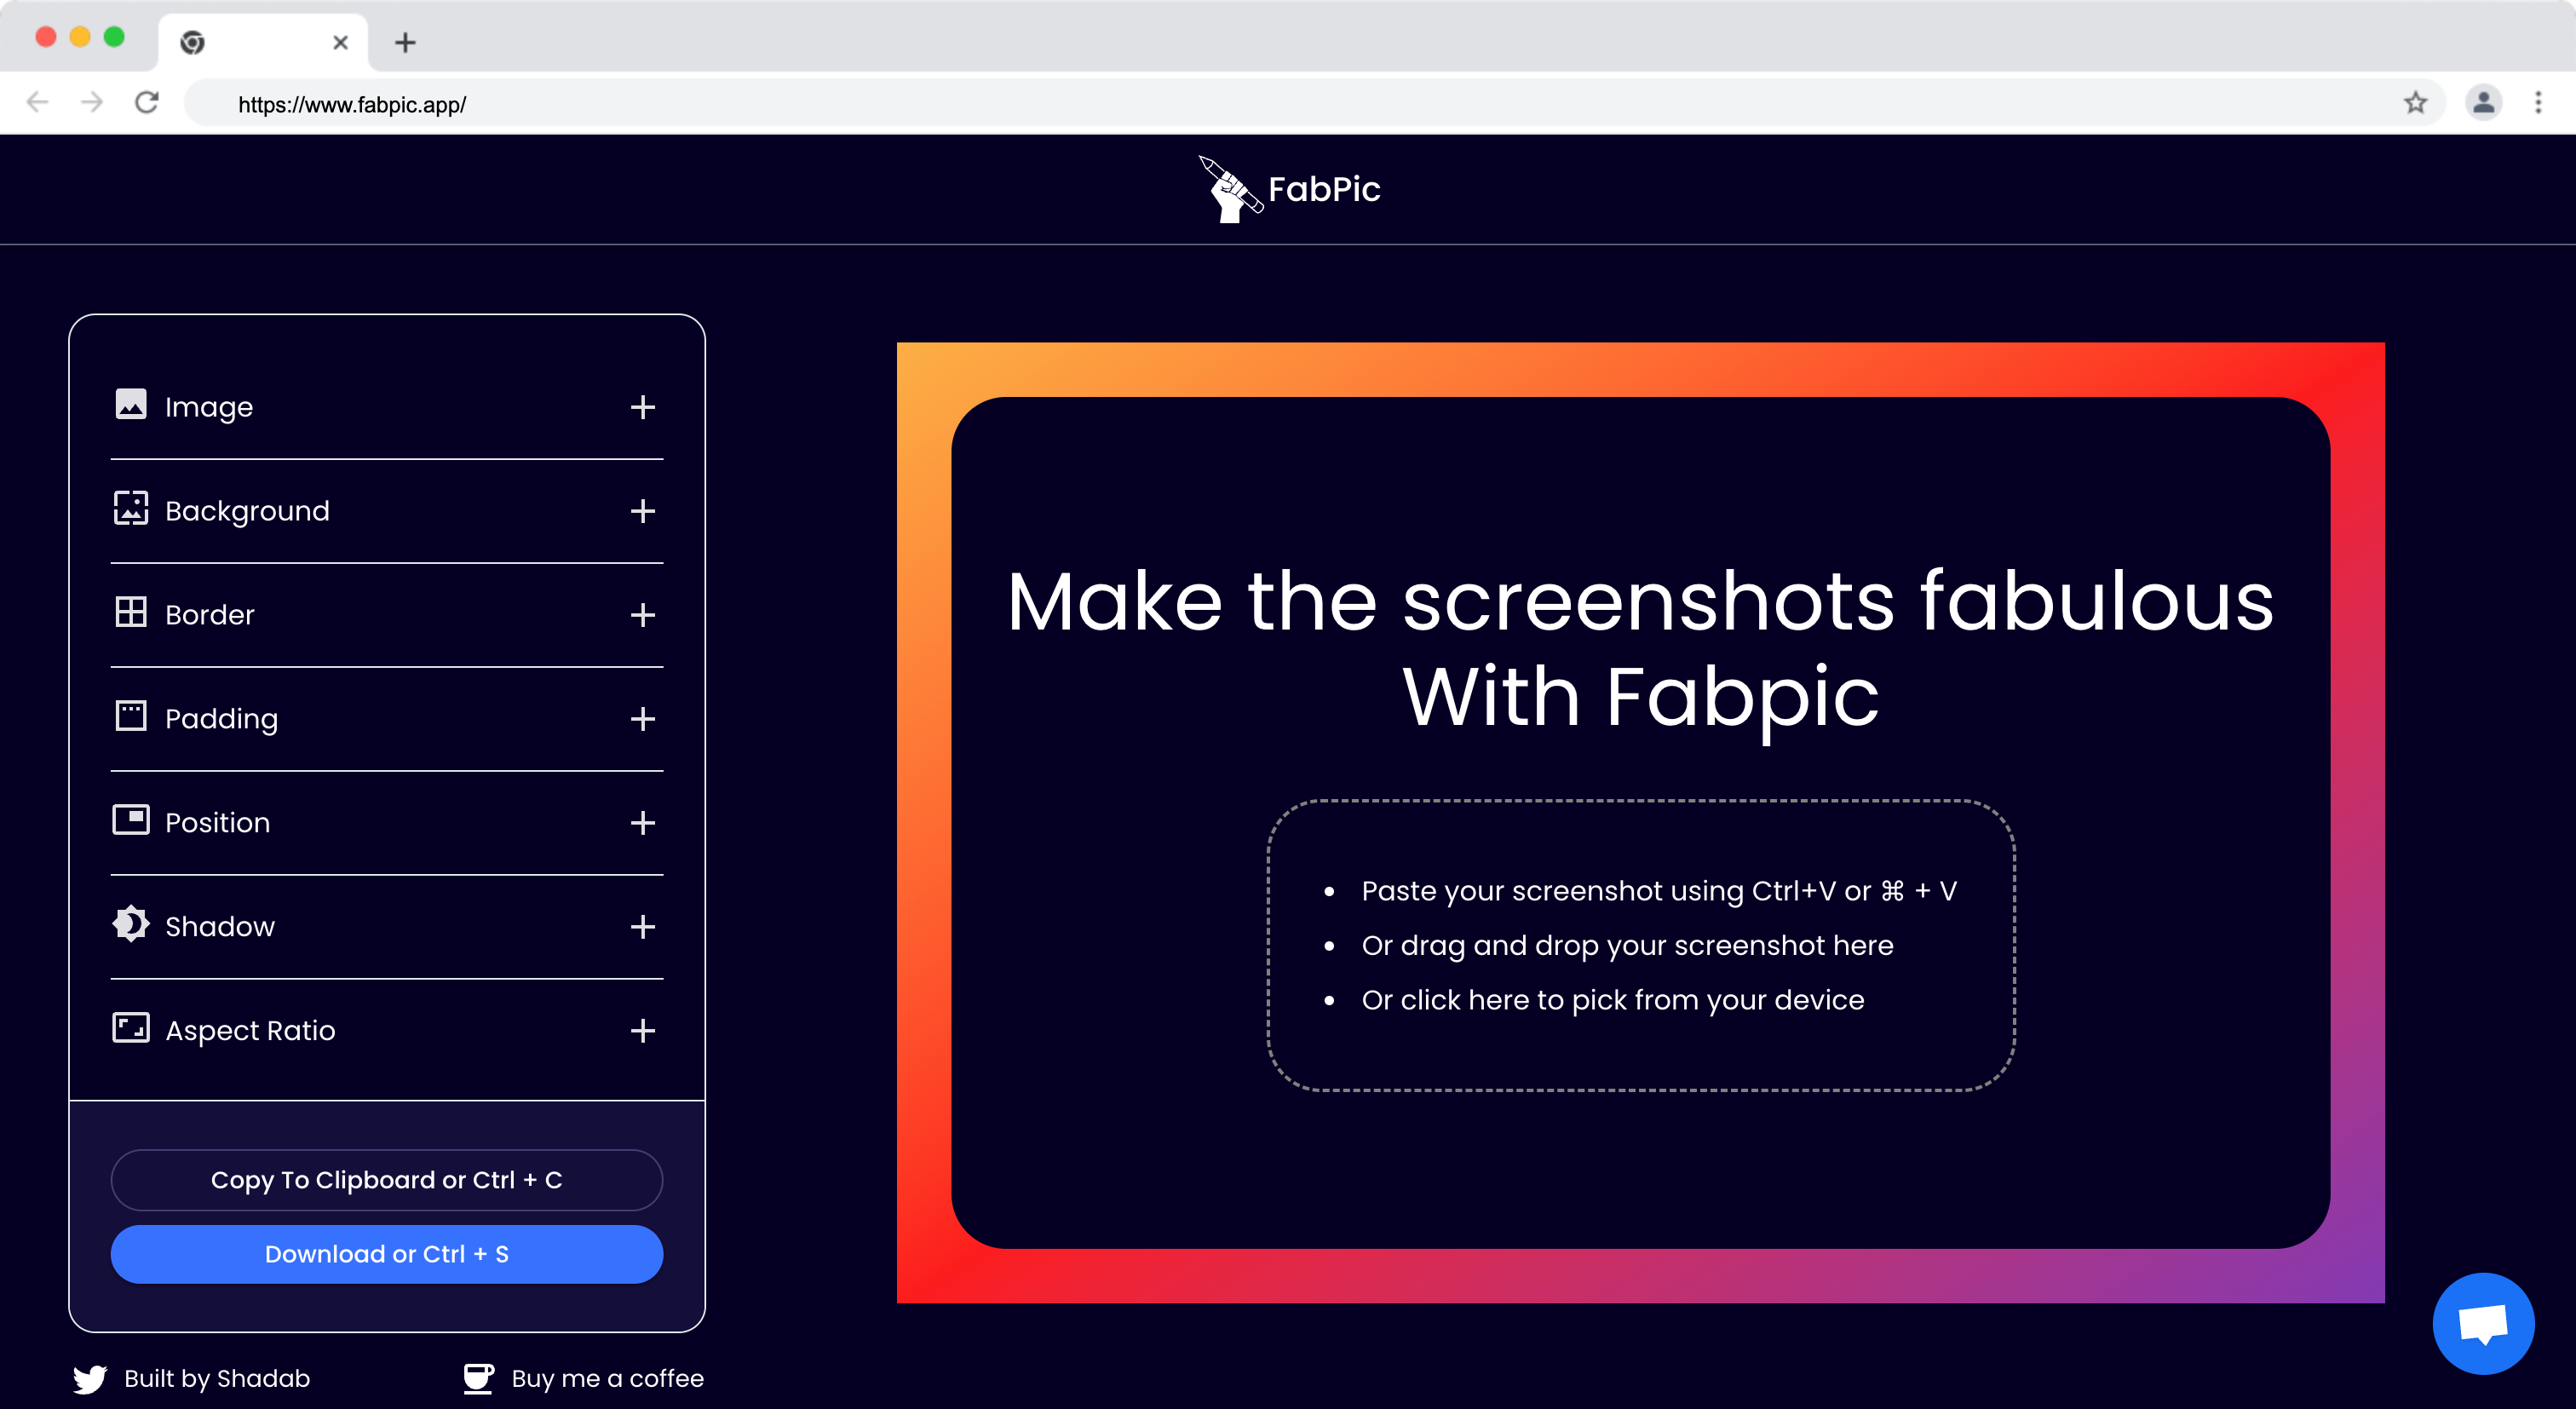 https://www.fabpic.app/
FabPic
Image
Background
Border
Padding
Position
Shadow
Aspect Ratio
Copy To Clipboard or Ctrl + C
Download or Ctrl + S
Built by Shadab
Buy me a coffee
Make the screenshots fabulous
With Fabpic
• Paste your screenshot using Ctrl+V or ⌘ + V
• Or drag and drop your screenshot here
• Or click here to pick from your device